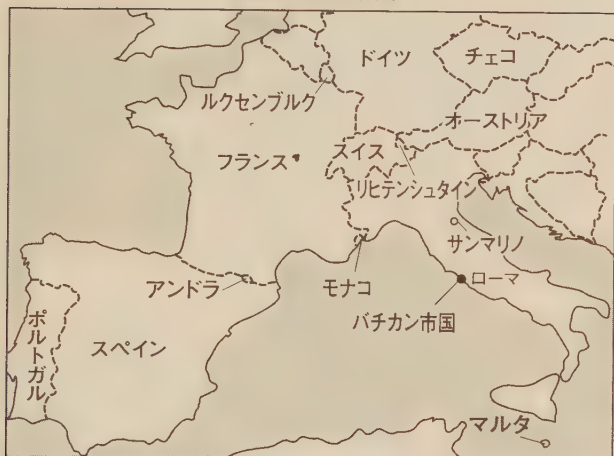 ドイツ
チェコ
ルクセンブルク
オーストリア
フランス
スイス
リヒテンシュタイン
サンマリノ
アンドラ
モナコ
ローマ
バチカン市国
ポルトガル
スペイン
マルタ